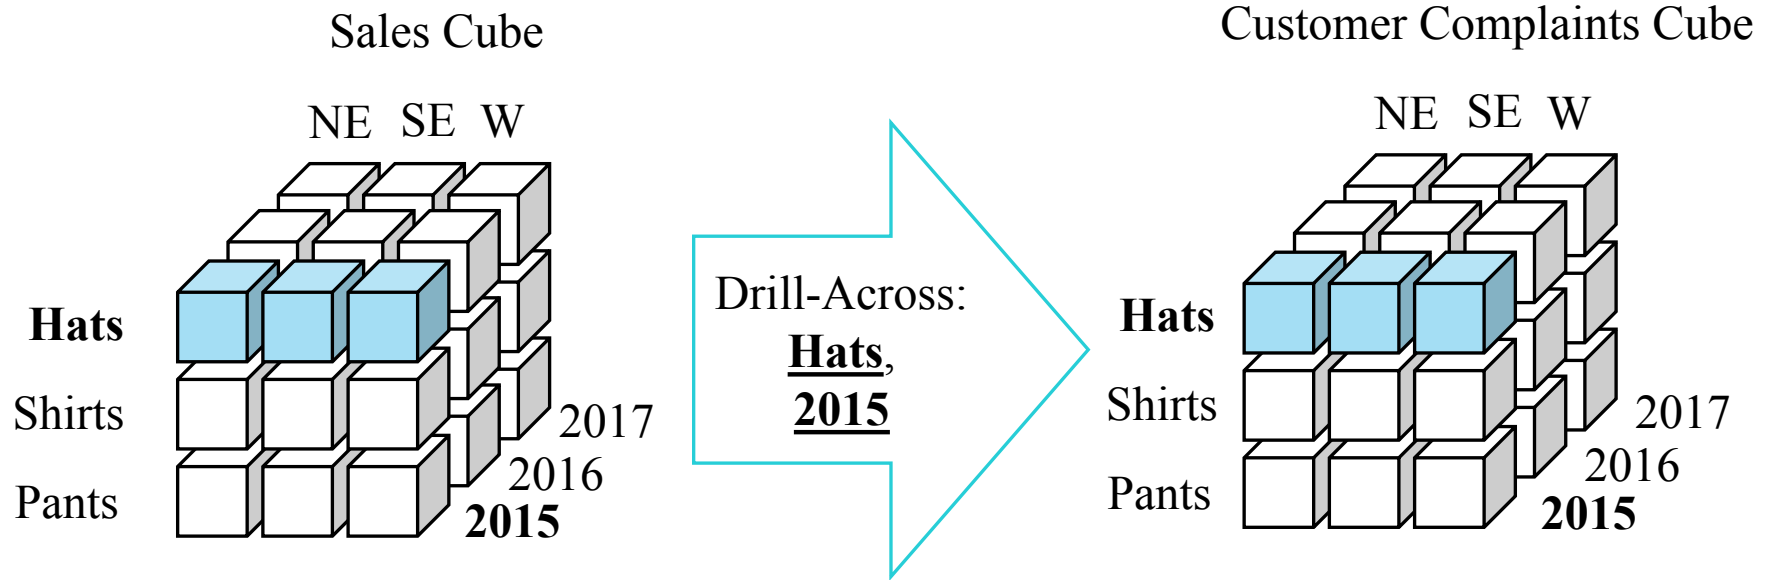 Sales Cube
NE SE W
Hats
Shirts
Pants
2017
2016
2015
Drill-Across:
Hats,
2015
Customer Complaints Cube
NE SE W
Hats
Shirts
Pants
2017
2016
2015